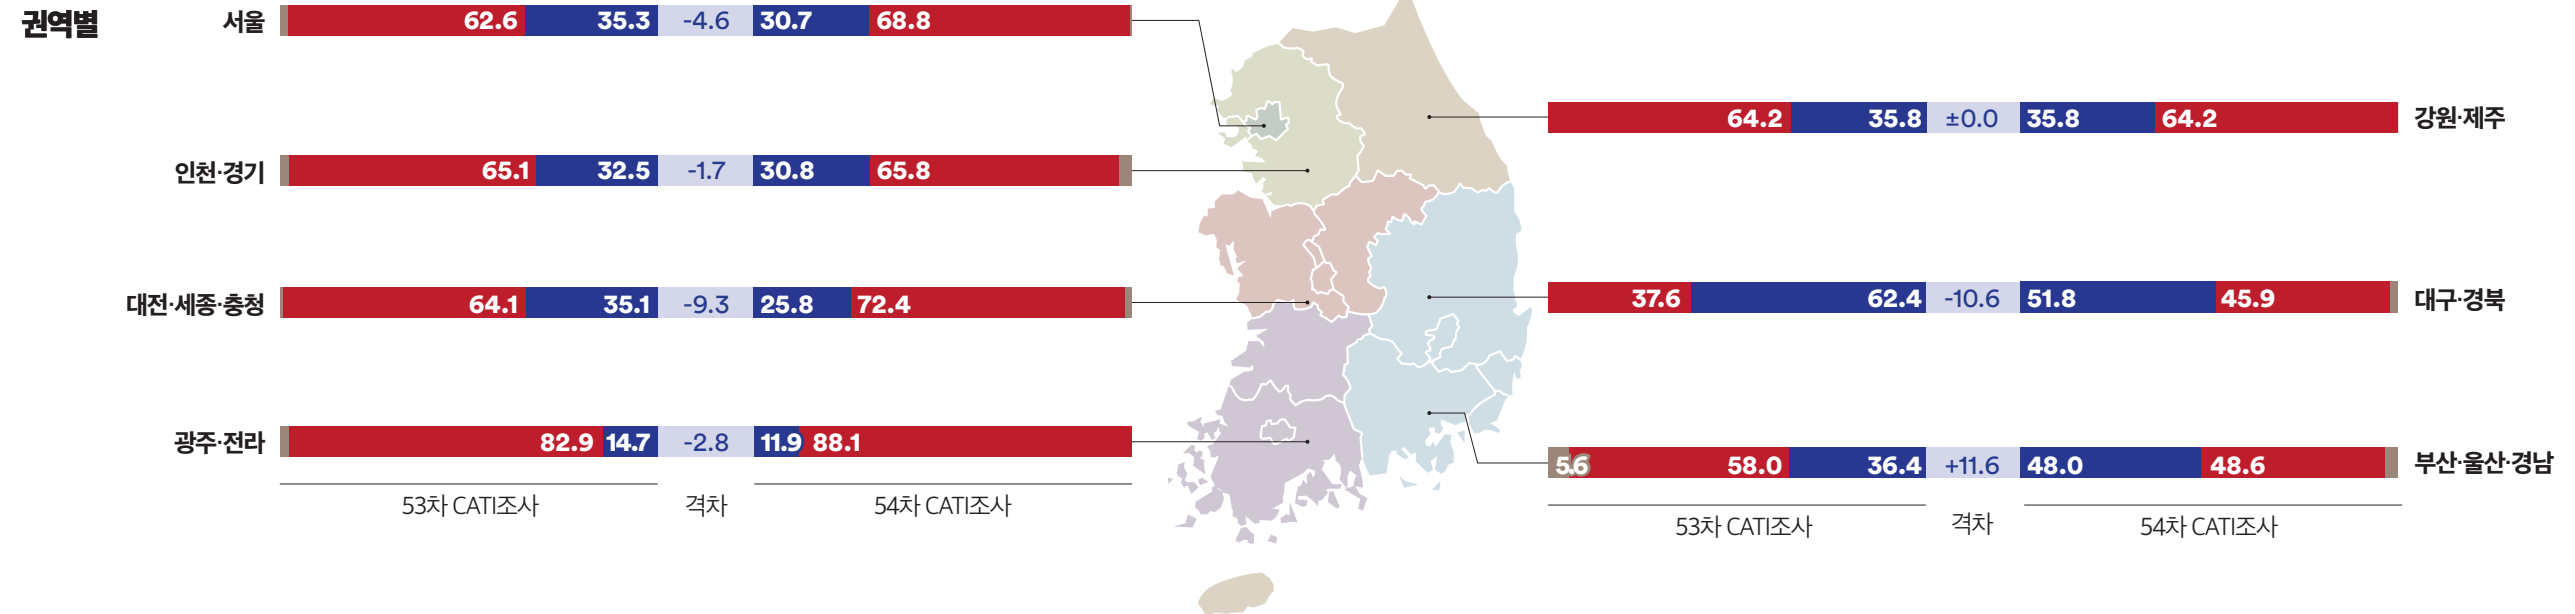 권역별
서울 62.6 35.3 -4.6 30.7 68.8
인천·경기 65.1 32.5 -1.7 30.8 65.8
대전·세종·충청 64.1 35.1 -9.3 25.8 72.4
광주·전라 82.9 14.7 -2.8 11.9 88.1
53차 CATI조사 격차 54차 CATI조사
64.2 35.8 ±0.0 35.8 64.2 강원·제주
37.6 62.4 -10.6 51.8 45.9 대구·경북
5.6 58.0 36.4 +11.6 48.0 48.6 부산·울산·경남
53차 CATI조사 격차 54차 CATI조사